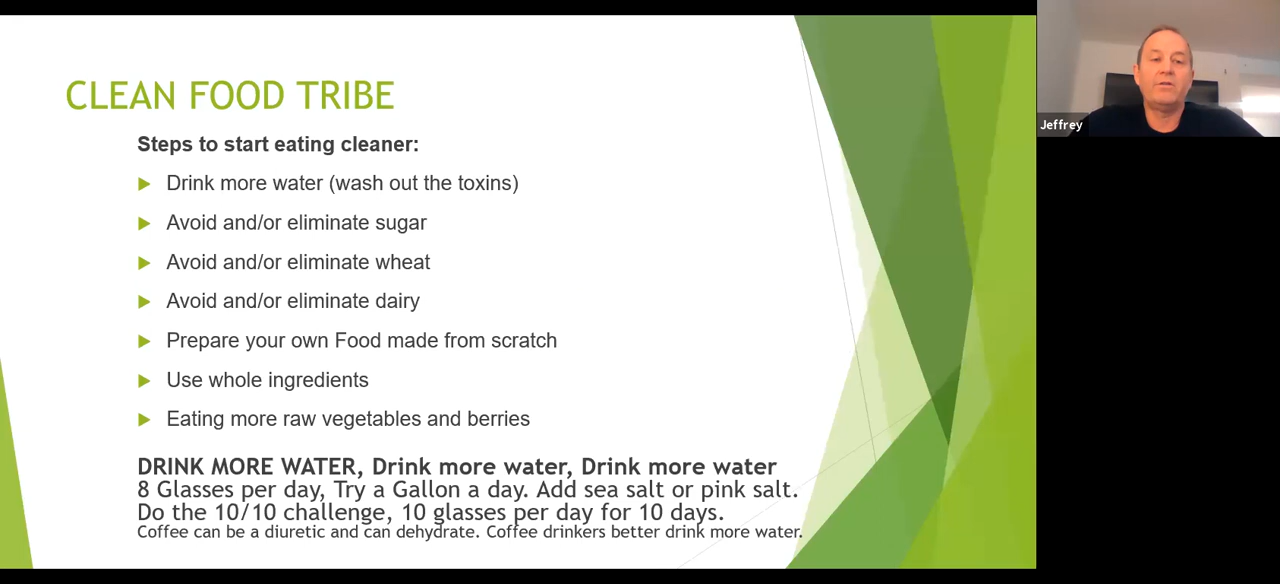 CLEAN FOOD TRIBE
Steps to start eating cleaner:
Drink more water (wash out the toxins)
Avoid and/or eliminate sugar
Avoid and/or eliminate wheat
Avoid and/or eliminate dairy
Prepare your own Food made from scratch
Use whole ingredients
Eating more raw vegetables and berries
DRINK MORE WATER, Drink more water, Drink more water
8 Glasses per day, Try a Gallon a day. Add sea salt or pink salt.
Do the 10/10 challenge, 10 glasses per day for 10 days.
Coffee can be a diuretic and can dehydrate. Coffee drinkers better drink more water.
Jeffrey